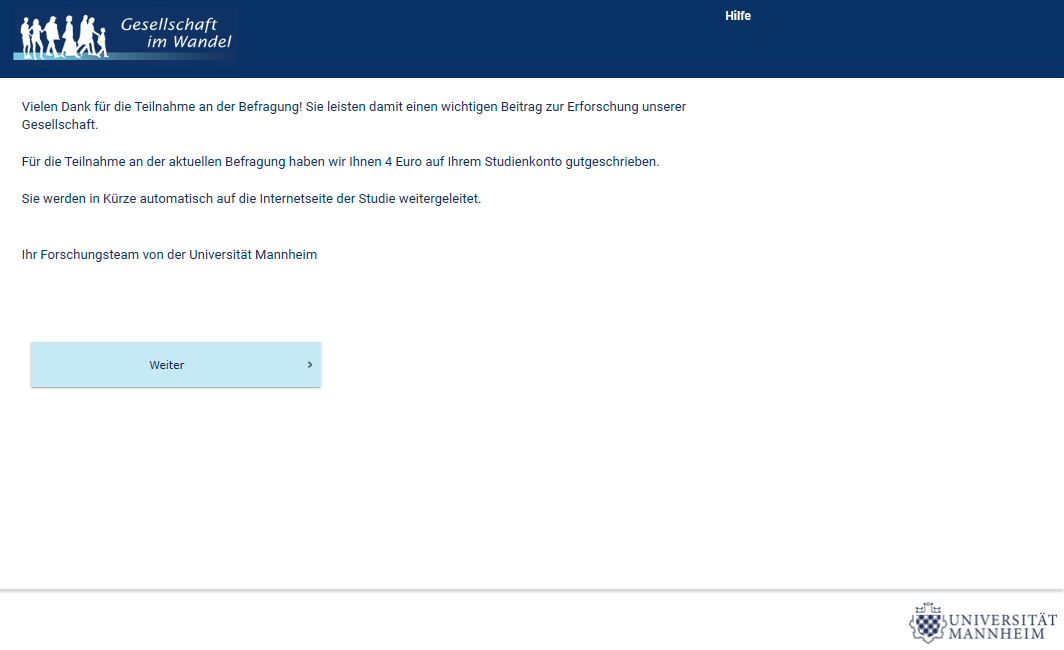 Gesellschaft
im Wandel
Hilfe
Vielen Dank für die Teilnahme an der Befragung! Sie leisten damit einen wichtigen Beitrag zur Erforschung unserer
Gesellschaft.
Für die Teilnahme an der aktuellen Befragung haben wir Ihnen 4 Euro auf Ihrem Studienkonto gutgeschrieben.
Sie werden in Kürze automatisch auf die Internetseite der Studie weitergeleitet.
Ihr Forschungsteam von der Universität Mannheim
Weiter
UNIVERSITÄT
MANNHEIM